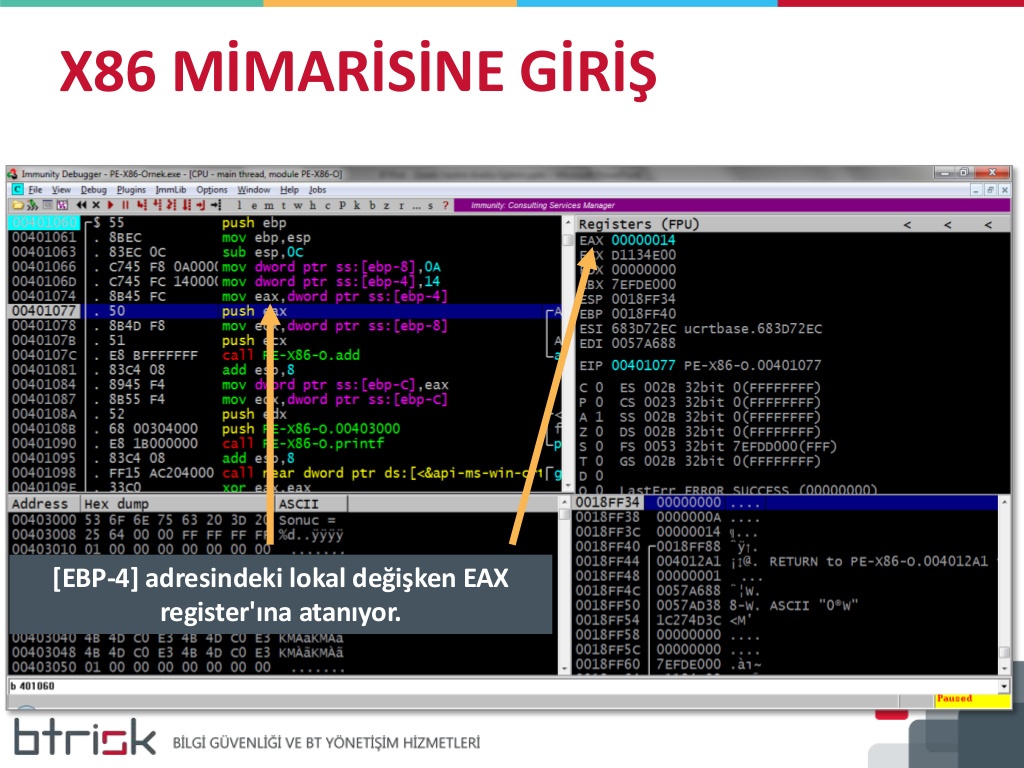 X86 MİMARİSİNE GİRİŞ
Immunity Debugger - PE-X86-Ornek.exe - [CPU - main thread, module PE-X86-O]
C File View Debug Plugins ImmLib Options Window Help Jobs
l e m t w h c P k b z r ... s ? Immunity: Consulting Services Manager
00401060 $ 55 push ebp
00401061 . 8BEC mov ebp,esp
00401063 . 83EC 0C sub esp,0C
00401066 . C745 F8 0A000 mov dword ptr ss:[ebp-8],0A
0040106D . C745 FC 14000 mov dword ptr ss:[ebp-4],14
00401074 . 8B45 FC mov eax,dword ptr ss:[ebp-4]
00401077 . 50 push eax
00401078 . 8B4D F8 mov ecx,dword ptr ss:[ebp-8]
0040107B . 51 push ecx
0040107C . E8 BFFFFFFF call PE-X86-O.add
00401081 . 83C4 08 add esp,8
00401084 . 8945 F4 mov dword ptr ss:[ebp-C],eax
00401087 . 8B55 F4 mov edx,dword ptr ss:[ebp-C]
0040108A . 52 push edx
0040108B . 68 00304000 push PE-X86-O.00403000
00401090 . E8 1B000000 call PE-X86-O.printf
00401095 . 83C4 08 add esp,8
00401098 . FF15 AC204000 call near dword ptr ds:[<&api-ms-win-crt
0040109E . 33C0 xor eax,eax
Registers (FPU) < < <
EAX 00000014
ECX D1134E00
EDX 00000000
EBX 7EFDE000
ESP 0018FF34
EBP 0018FF40
ESI 683D72EC ucrtbase.683D72EC
EDI 0057A688
EIP 00401077 PE-X86-O.00401077
C 0 ES 002B 32bit 0(FFFFFFFF)
P 0 CS 0023 32bit 0(FFFFFFFF)
A 1 SS 002B 32bit 0(FFFFFFFF)
Z 0 DS 002B 32bit 0(FFFFFFFF)
S 0 FS 0053 32bit 7EFDD000(FFF)
T 0 GS 002B 32bit 0(FFFFFFFF)
D 0
O 0 LastErr ERROR_SUCCESS (00000000)
Address Hex dump ASCII
00403000 53 6F 6E 75 63 20 3D 20 Sonuc =
00403008 25 64 00 00 FF FF FF FF %d..ÿÿÿÿ
00403010 01 00 00 00 00 00 00 00 .......
[EBP-4] adresindeki lokal değişken EAX
register'ına atanıyor.
00403040 4B 4D C0 E3 4B 4D C0 E3 KMÀãKMÀã
00403048 4B 4D C0 E3 4B 4D C0 E3 KMÀãKMÀã
00403050 01 00 00 00 00 00 00 00 .......
0018FF34 00000000 ....
0018FF38 0000000A ....
0018FF3C 00000014 ¶...
0018FF40 0018FF88
0018FF44 004012A1 RETURN to PE-X86-O.004012A1
0018FF48 00000001
0018FF4C 0057A688
0018FF50 0057AD38 8-W. ASCII "0®W"
0018FF54 1C274D3C <M'
0018FF58 00000000 ....
0018FF5C 00000000 ....
0018FF60 7EFDE000
b 401060
Paused
btrisk BİLGİ GÜVENLİĞİ VE BT YÖNETİŞİM HİZMETLERİ